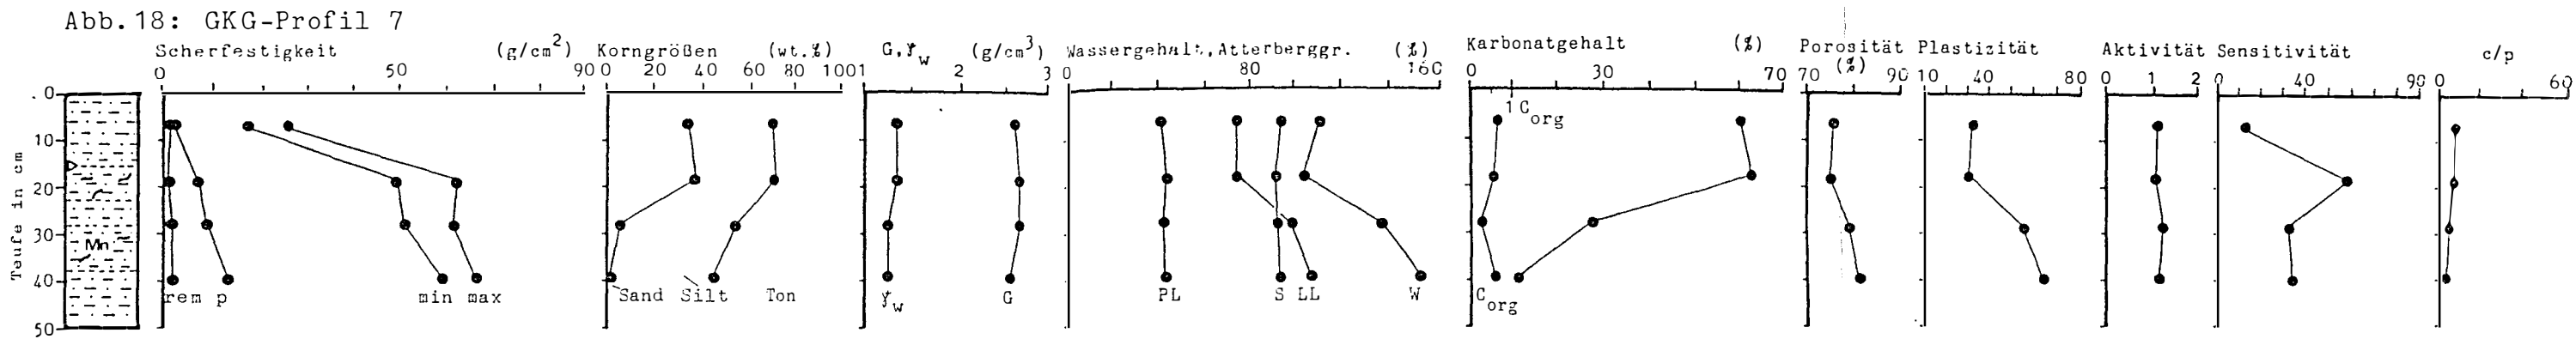 Abb.18: GKG-Profil 7
Scherfestigkeit (g/cm2) Korngrößen (wt.%) G,γw (g/cm3) Wassergehalt,Atterberggr. (%) Karbonatgehalt (%) Porosität Plastizität Aktivität Sensitivität c/p
(%)
0 50 90 0 20 40 60 80 100 1 2 3 0 80 160 0 30 70 70 90 10 40 80 0 1 2 0 40 90 0 60
1 Corg
Teufe in cm
0
10
20
30
40
50
Mn
rem p min max Sand Silt Ton γw G PL S LL W Corg